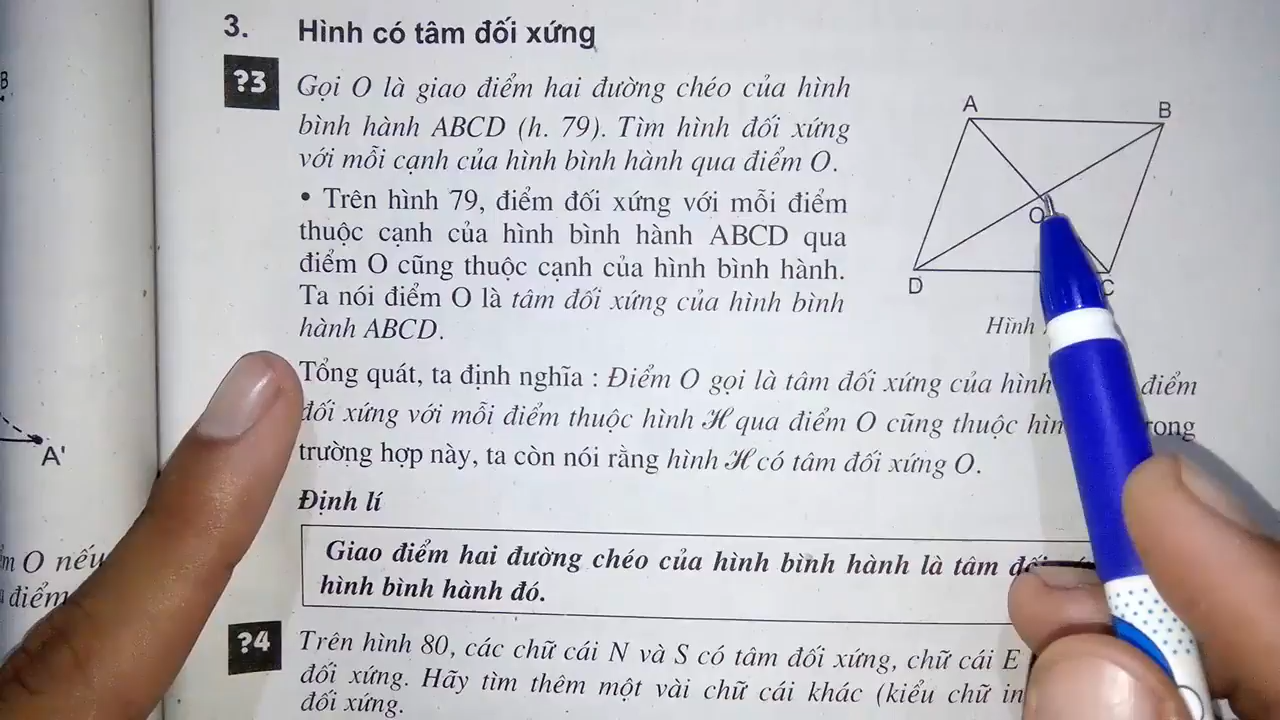 3. Hình có tâm đối xứng
?3 Gọi O là giao điểm hai đường chéo của hình
bình hành ABCD (h. 79). Tìm hình đối xứng
với mỗi cạnh của hình bình hành qua điểm O.
• Trên hình 79, điểm đối xứng với mỗi điểm
thuộc cạnh của hình bình hành ABCD qua
điểm O cũng thuộc cạnh của hình bình hành.
Ta nói điểm O là tâm đối xứng của hình bình
hành ABCD.
A
B
O
D
C
Hình
Tổng quát, ta định nghĩa : Điểm O gọi là tâm đối xứng của hình điểm
đối xứng với mỗi điểm thuộc hình ℋ qua điểm O cũng thuộc
trường hợp này, ta còn nói rằng hình ℋ có tâm đối xứng O.
Định lí
Giao điểm hai đường chéo của hình bình hành là tâm
hình bình hành đó.
?4 Trên hình 80, các chữ cái N và S có tâm đối xứng, chữ cái E
đối xứng. Hãy tìm thêm một vài chữ cái khác (kiểu chữ in
đối xứng.
B
A'
O nếu
điểm